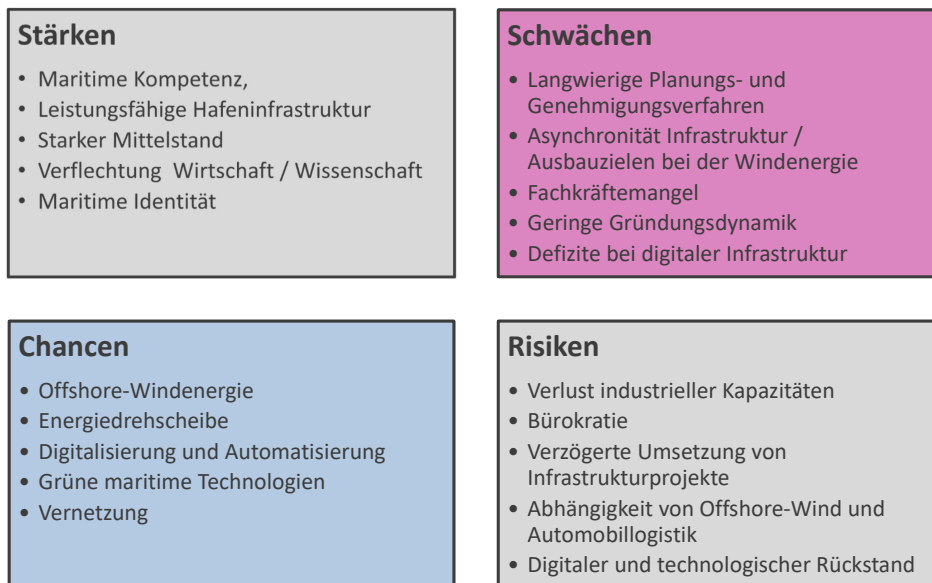 Stärken
• Maritime Kompetenz,
• Leistungsfähige Hafeninfrastruktur
• Starker Mittelstand
• Verflechtung  Wirtschaft / Wissenschaft
• Maritime Identität
Schwächen
• Langwierige Planungs- und
Genehmigungsverfahren
• Asynchronität Infrastruktur /
Ausbauzielen bei der Windenergie
• Fachkräftemangel
• Geringe Gründungsdynamik
• Defizite bei digitaler Infrastruktur
Chancen
• Offshore-Windenergie
• Energiedrehscheibe
• Digitalisierung und Automatisierung
• Grüne maritime Technologien
• Vernetzung
Risiken
• Verlust industrieller Kapazitäten
• Bürokratie
• Verzögerte Umsetzung von
Infrastrukturprojekte
• Abhängigkeit von Offshore-Wind und
Automobillogistik
• Digitaler und technologischer Rückstand